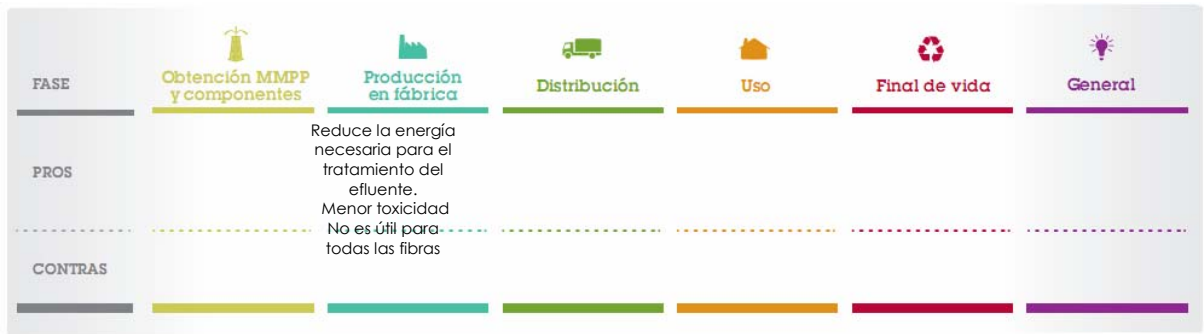 FASE
Obtención MMPP
y componentes
Producción
en fábrica
Distribución
Uso
Final de vida
General
PROS
Reduce la energía
necesaria para el
tratamiento del
efluente.
Menor toxicidad
No es útil para
todas las fibras
CONTRAS